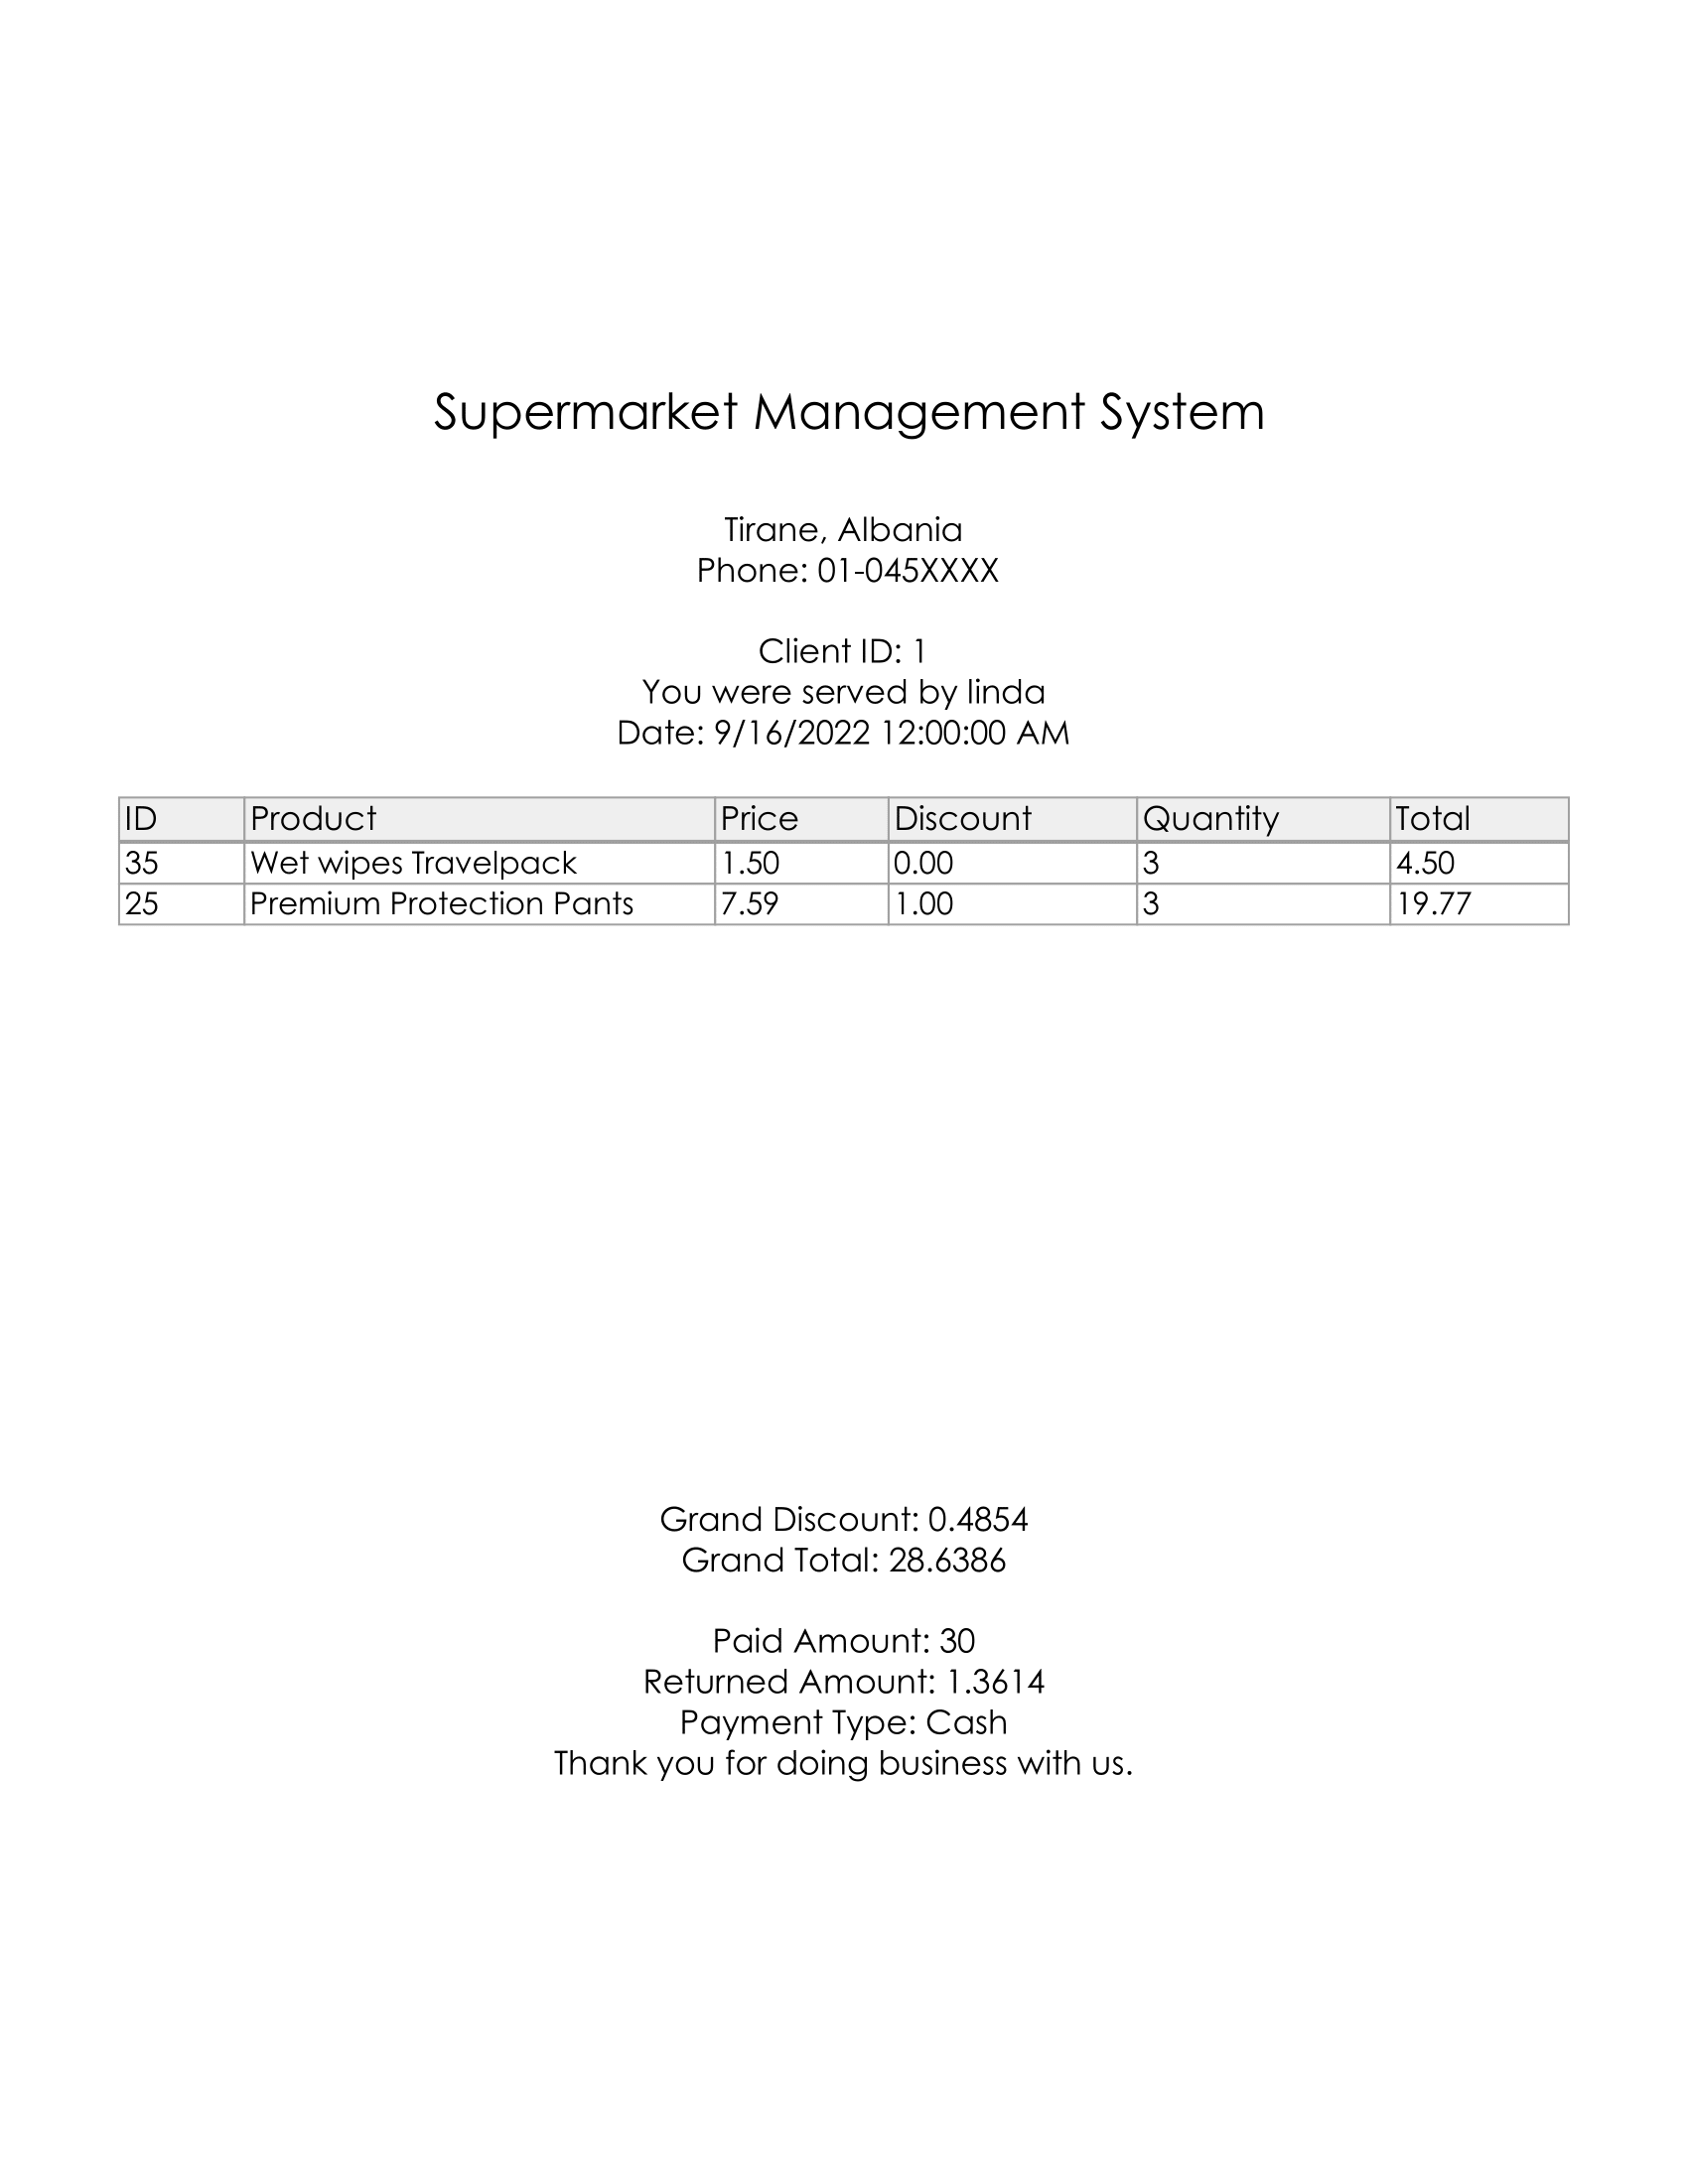 Supermarket Management System
Tirane, Albania
Phone: 01-045XXXX
Client ID: 1
You were served by linda
Date: 9/16/2022 12:00:00 AM
ID Product Price Discount Quantity Total
35 Wet wipes Travelpack 1.50 0.00 3 4.50
25 Premium Protection Pants 7.59 1.00 3 19.77
Grand Discount: 0.4854
Grand Total: 28.6386
Paid Amount: 30
Returned Amount: 1.3614
Payment Type: Cash
Thank you for doing business with us.